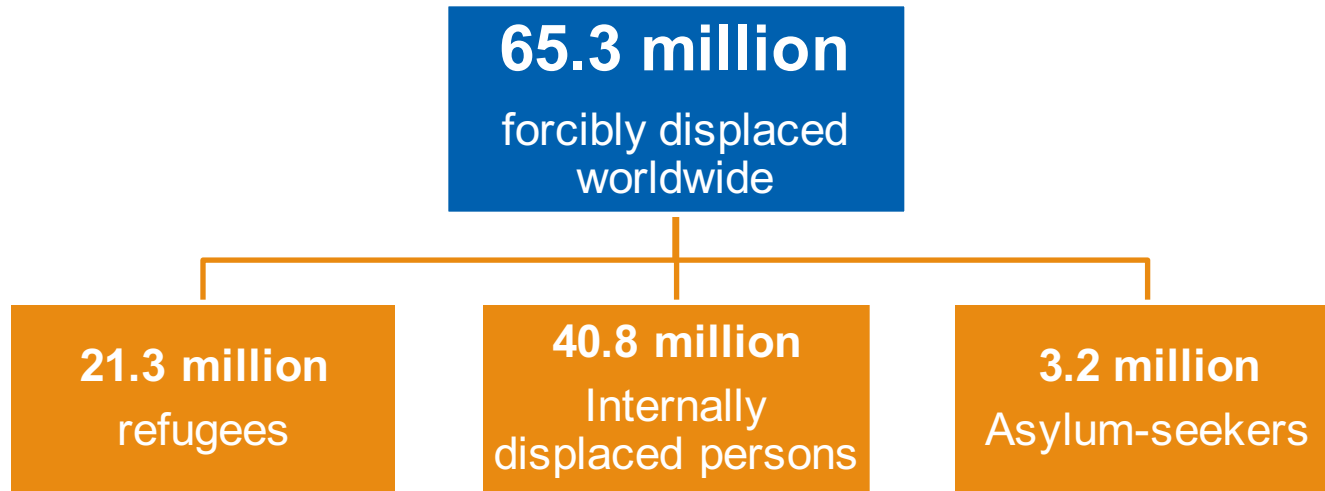 65.3 million
forcibly displaced
worldwide
21.3 million
refugees
40.8 million
Internally
displaced persons
3.2 million
Asylum-seekers